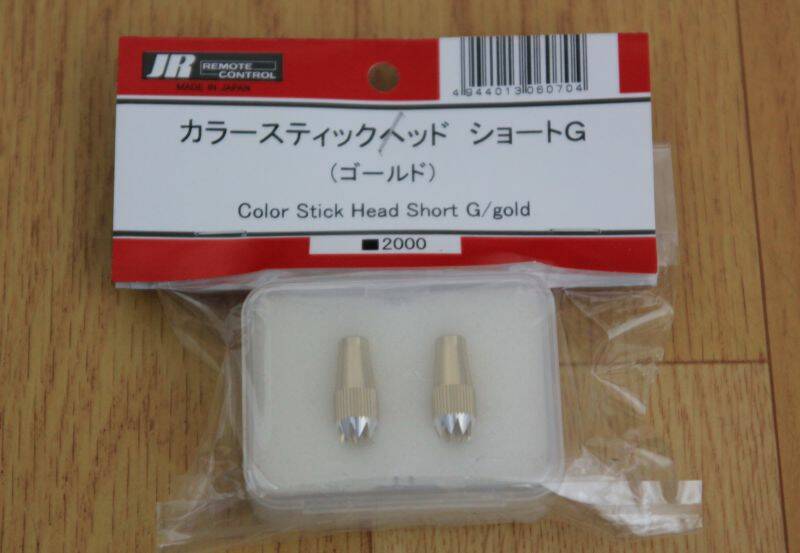 JR REMOTE CONTROL
MADE IN JAPAN
4944013060704
カラースティックヘッド ショートG
(ゴールド)
Color Stick Head Short G/gold
■2000